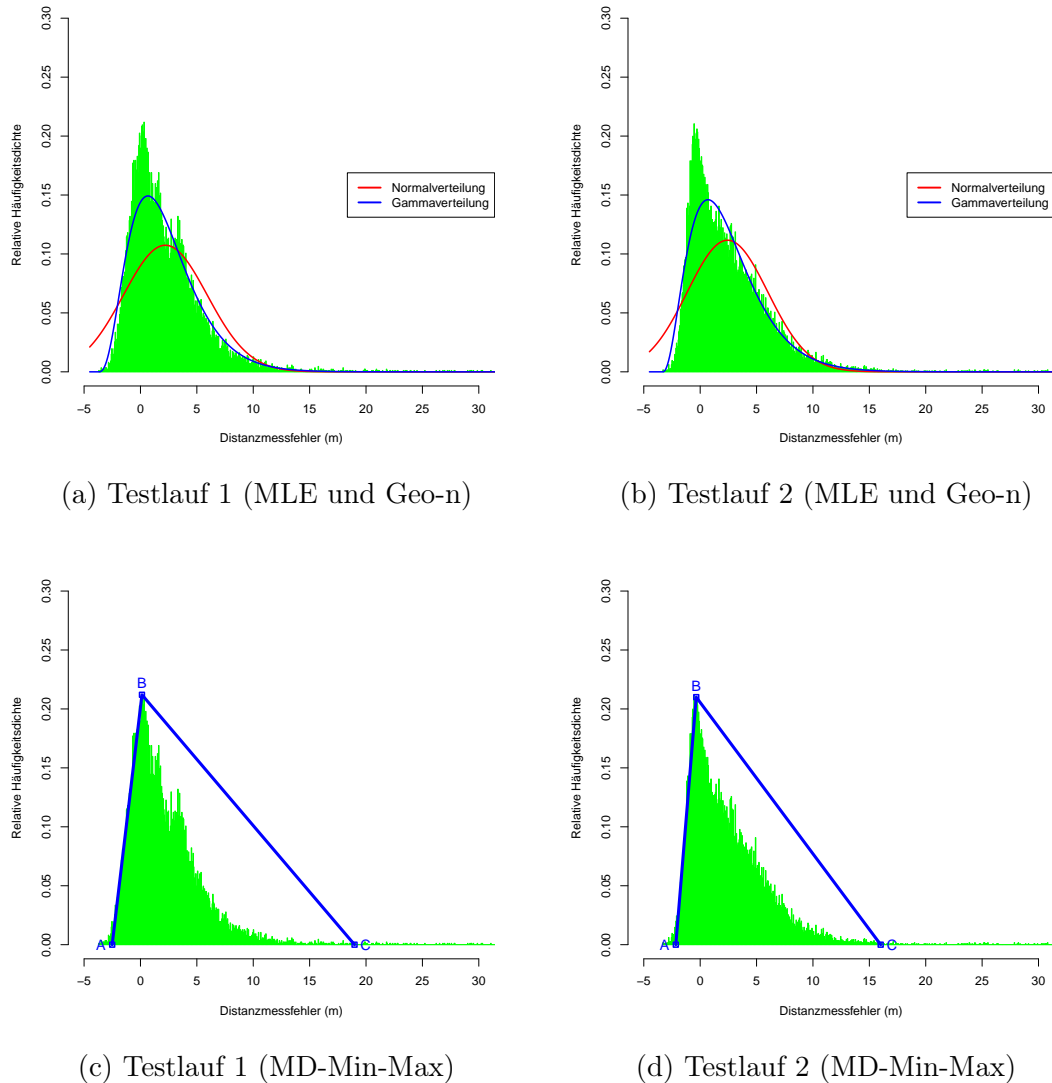 0.30
0.25
0.20
0.15
0.10
0.05
0.00
Relative Häufigkeitsdichte
Normalverteilung
Gammaverteilung
−5 0 5 10 15 20 25 30
Distanzmessfehler (m)
(a) Testlauf 1 (MLE und Geo-n)
0.30
0.25
0.20
0.15
0.10
0.05
0.00
Relative Häufigkeitsdichte
Normalverteilung
Gammaverteilung
−5 0 5 10 15 20 25 30
Distanzmessfehler (m)
(b) Testlauf 2 (MLE und Geo-n)
0.30
0.25
0.20
0.15
0.10
0.05
0.00
Relative Häufigkeitsdichte
B
A
C
−5 0 5 10 15 20 25 30
Distanzmessfehler (m)
(c) Testlauf 1 (MD-Min-Max)
0.30
0.25
0.20
0.15
0.10
0.05
0.00
Relative Häufigkeitsdichte
B
A
C
−5 0 5 10 15 20 25 30
Distanzmessfehler (m)
(d) Testlauf 2 (MD-Min-Max)